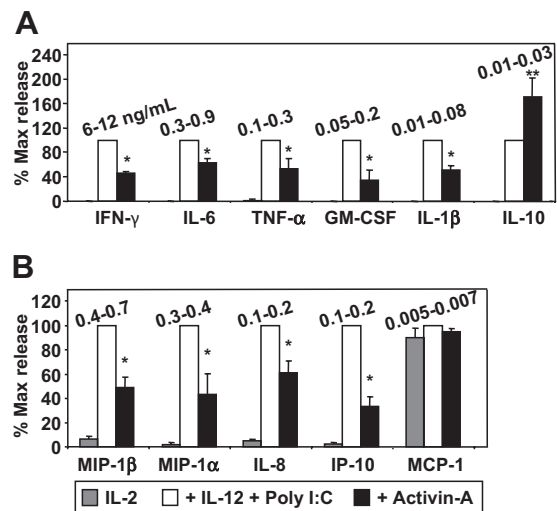 A
% Max release
240
200
160
120
80
40
0
6-12 ng/mL
0.3-0.9
0.1-0.3
0.05-0.2
0.01-0.08
0.01-0.03
* * * * * **
IFN-γ IL-6 TNF-α GM-CSF IL-1β IL-10
B
% Max release
120
100
80
60
40
20
0
0.4-0.7
0.3-0.4
0.1-0.2
0.1-0.2
0.005-0.007
* * * *
MIP-1β MIP-1α IL-8 IP-10 MCP-1
IL-2 + IL-12 + Poly I:C + Activin-A